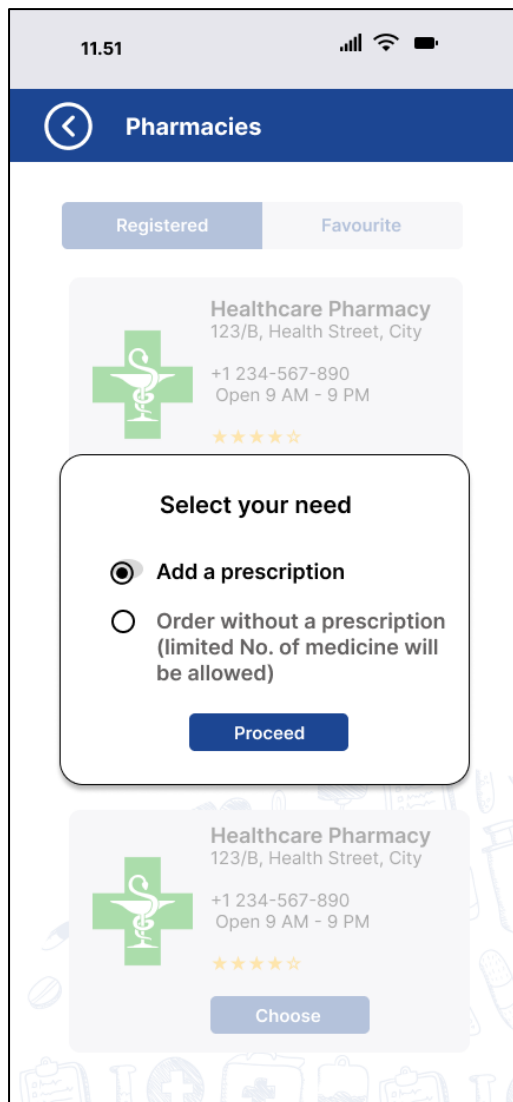 11.51
Pharmacies
Registered
Favourite
Healthcare Pharmacy
123/B, Health Street, City
+1 234-567-890
Open 9 AM - 9 PM
Select your need
Add a prescription
Order without a prescription
(limited No. of medicine will
be allowed)
Proceed
Healthcare Pharmacy
123/B, Health Street, City
+1 234-567-890
Open 9 AM - 9 PM
Choose